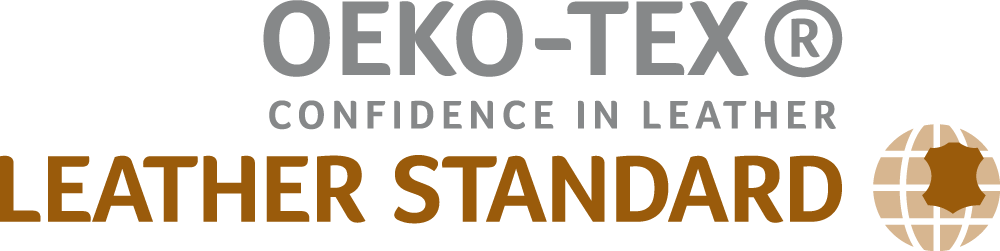 OEKO-TEX®
CONFIDENCE IN LEATHER
LEATHER STANDARD